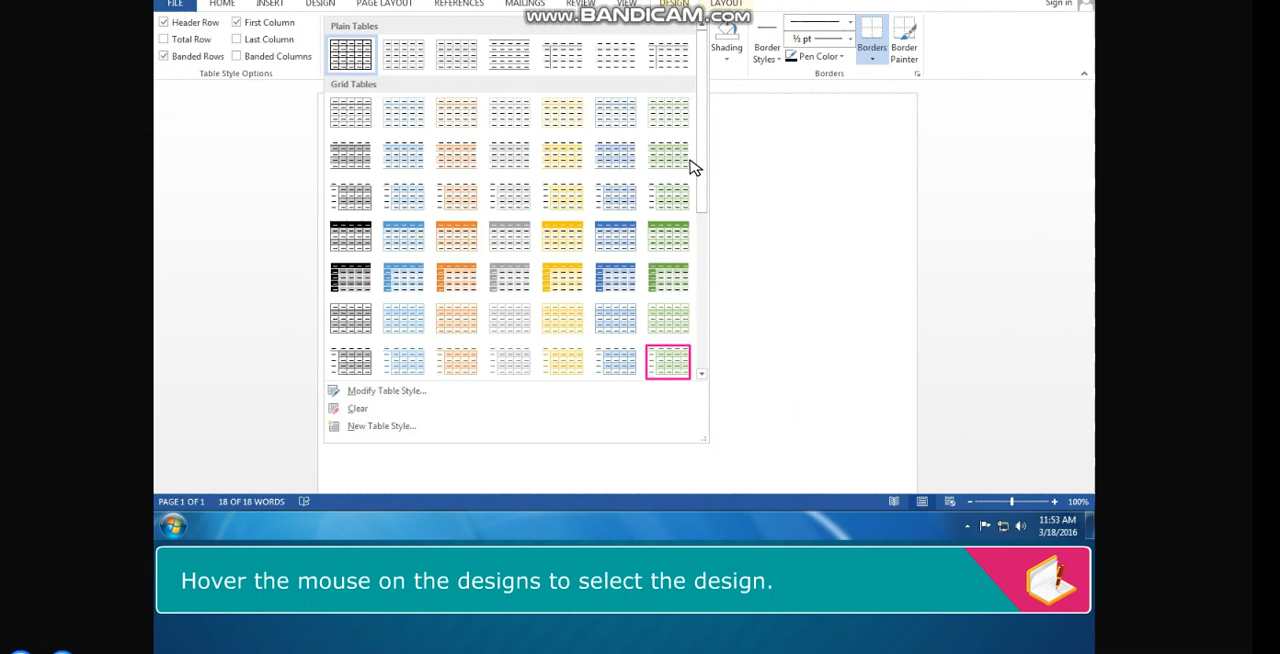 FILE HOME INSERT DESIGN PAGE LAYOUT REFERENCES MAILINGS REVIEW VIEW DESIGN LAYOUT Sign in
www.BANDICAM.com
Header Row First Column
Total Row Last Column
Banded Rows Banded Columns
Table Style Options
Plain Tables
Grid Tables
Modify Table Style...
Clear
New Table Style...
Shading
Border
Styles
½ pt
Pen Color
Borders
Border
Painter
Borders
PAGE 1 OF 1 18 OF 18 WORDS 100%
11:53 AM
3/18/2016
Hover the mouse on the designs to select the design.